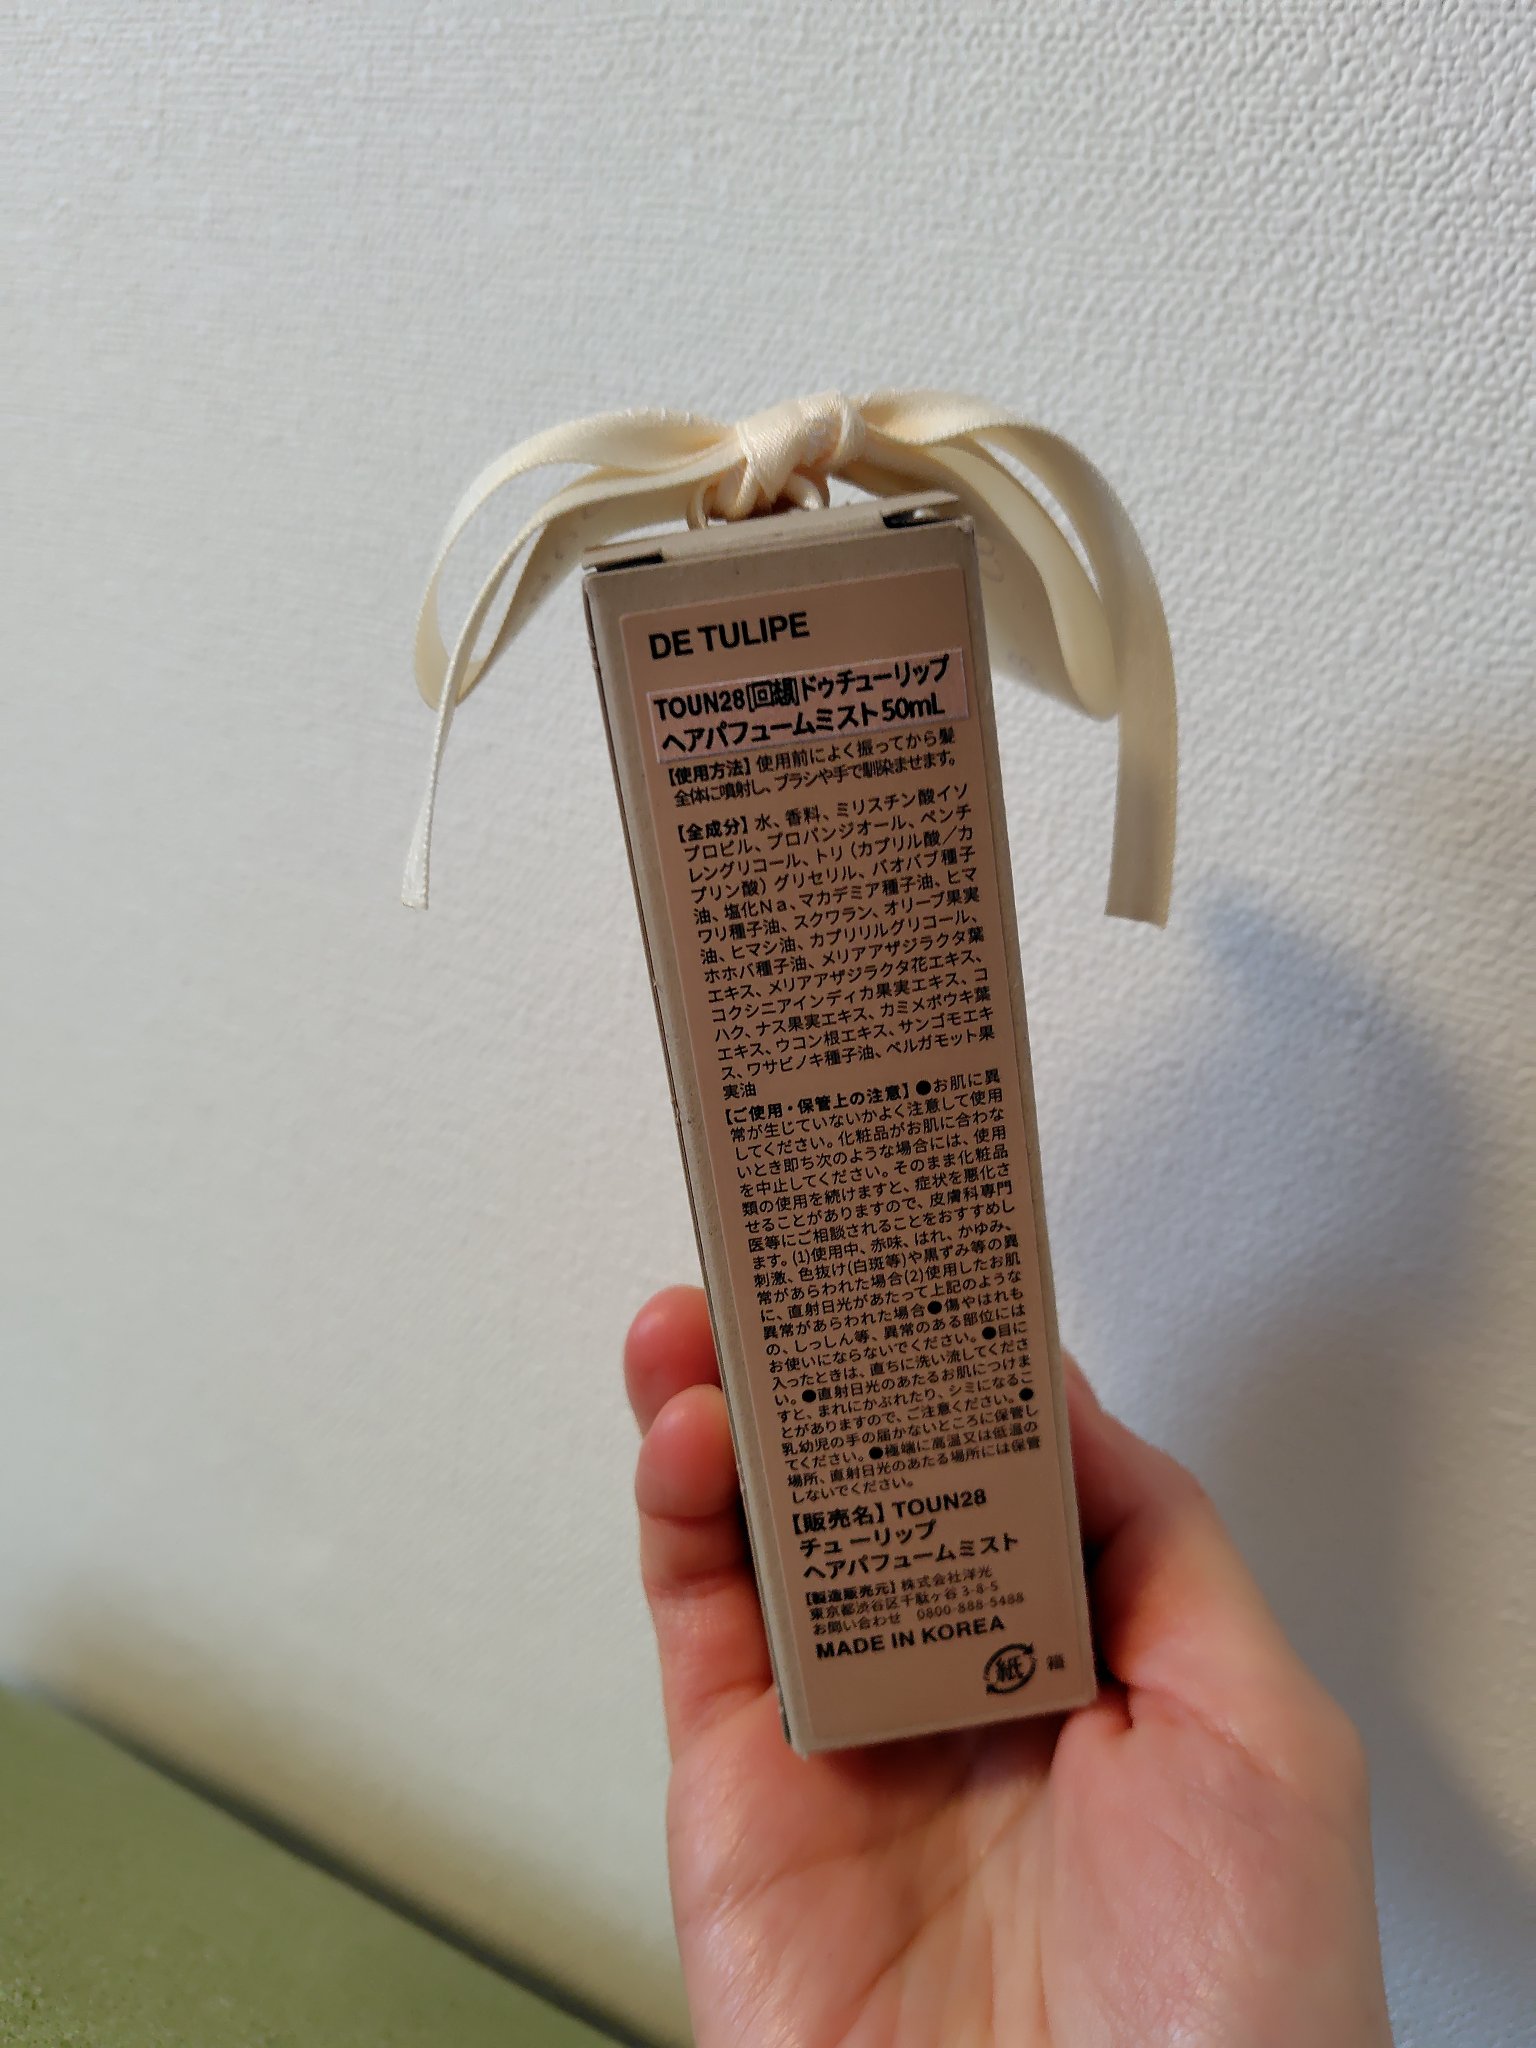 DE TULIPE
TOUN28[回想]ドゥチューリップ
ヘアパフュームミスト50mL
【使用方法】使用前によく振ってから髪
全体に噴射し、ブラシや手で馴染ませます。
【全成分】水、香料、ミリスチン酸イソ
プロピル、プロパンジオール、ペンチ
レングリコール、トリ（カプリル酸／カ
プリン酸）グリセリル、バオバブ種子
油、塩化Ｎａ、マカデミア種子油、ヒマ
ワリ種子油、スクワラン、オリーブ果実
油、ヒマシ油、カプリリルグリコール、
ホホバ種子油、メリアアザジラクタ葉
エキス、メリアアザジラクタ花エキス、
コクシニアインディカ果実エキス、コ
ハク、ナス果実エキス、カミメボウキ葉
エキス、ウコン根エキス、サンゴモエキ
ス、ワサビノキ種子油、ベルガモット果
実油
【ご使用・保管上の注意】●お肌に異
常が生じていないかよく注意して使用
してください。化粧品がお肌に合わな
いとき即ち次のような場合には、使用
を中止してください。そのまま化粧品
類の使用を続けますと、症状を悪化さ
せることがありますので、皮膚科専門
医等にご相談されることをおすすめし
ます。(1)使用中、赤味、はれ、かゆみ、
刺激、色抜け(白斑等)や黒ずみ等の異
常があらわれた場合(2)使用したお肌
に、直射日光があたって上記のような
異常があらわれた場合●傷やはれも
の、しっしん等、異常のある部位には
お使いにならないでください。●目に
入ったときは、直ちに洗い流してくださ
い。●直射日光のあたるお肌につけま
すと、まれにかぶれたり、シミになるこ
とがありますので、ご注意ください。●
乳幼児の手の届かないところに保管し
てください。●極端に高温又は低温の
場所、直射日光のあたる場所には保管
しないでください。
【販売名】TOUN28
チューリップ
ヘアパフュームミスト
【製造販売元】株式会社洋光
東京都渋谷区千駄ヶ谷 3-8-5
お問い合わせ 0800-888-5488
MADE IN KOREA
紙 箱